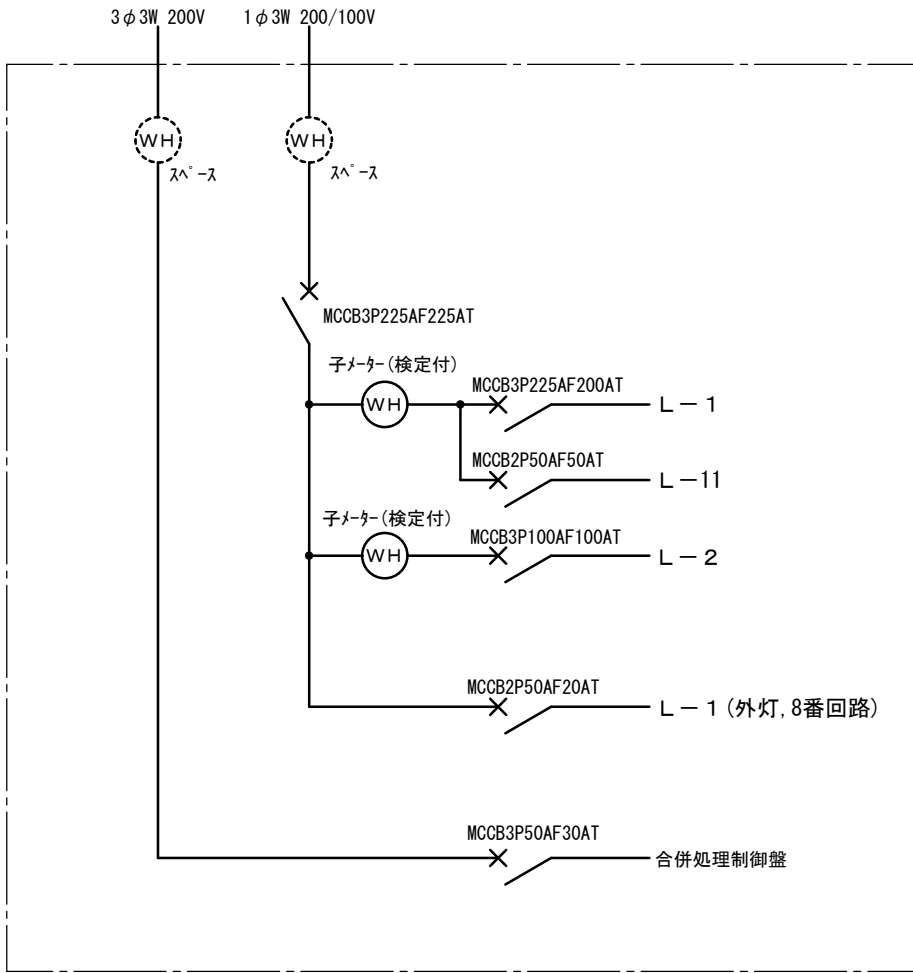 3φ3W 200V
1φ3W 200/100V
WH
WH
スペース
スペース
MCCB3P225AF225AT
子メーター(検定付)
WH
MCCB3P225AF200AT
L－1
MCCB2P50AF50AT
L－11
子メーター(検定付)
WH
MCCB3P100AF100AT
L－2
MCCB2P50AF20AT
L－1(外灯,8番回路)
MCCB3P50AF30AT
合併処理制御盤